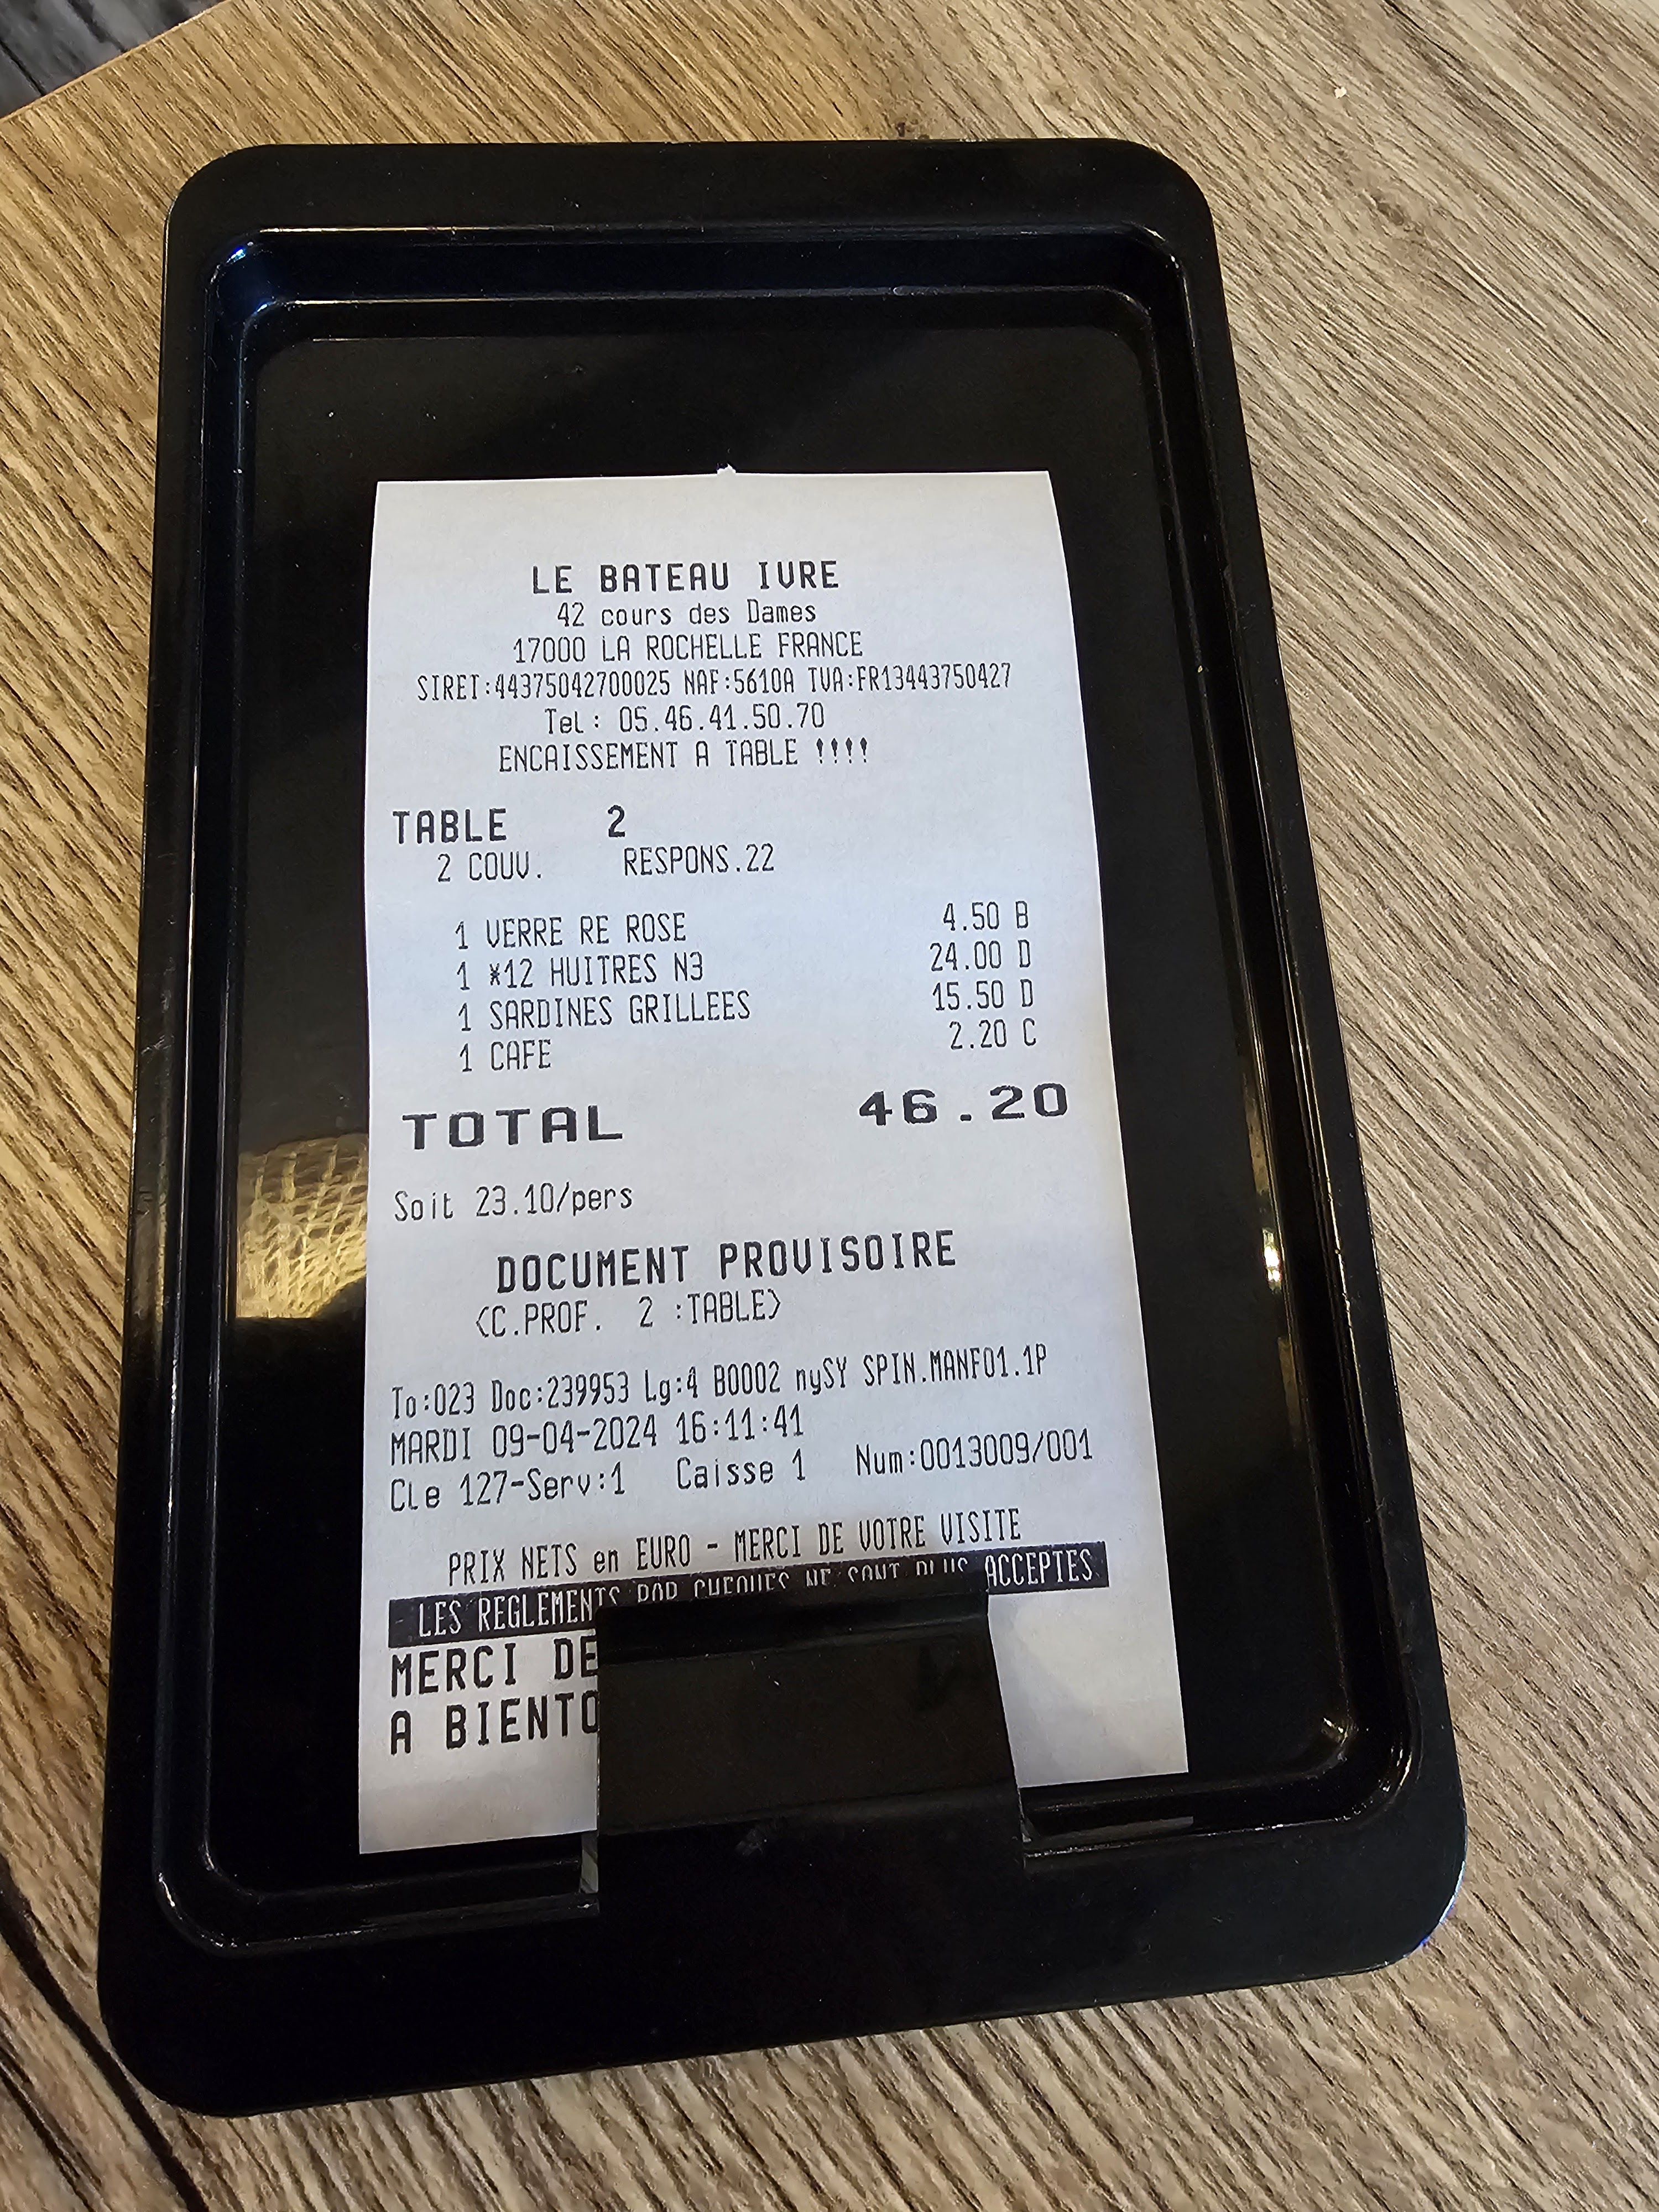 LE BATEAU IVRE
42 cours des Dames
17000 LA ROCHELLE FRANCE
SIRET:44375042700025 NAF:5610A TVA:FR13443750427
Tel: 05.46.41.50.70
ENCAISSEMENT A TABLE !!!!
TABLE 2
2 COUV. RESPONS.22
1 VERRE RE ROSE 4.50 B
1 *12 HUITRES N3 24.00 D
1 SARDINES GRILLEES 15.50 D
1 CAFE 2.20 C
TOTAL 46.20
Soit 23.10/pers
DOCUMENT PROVISOIRE
<C.PROF. 2 :TABLE>
To:023 Doc:239953 Lg:4 B0002 nySY SPIN.MANF01.1P
MARDI 09-04-2024 16:11:41
Cle 127-Serv:1 Caisse 1 Num:0013009/001
PRIX NETS en EURO - MERCI DE VOTRE VISITE
LES REGLEMENTS PAR CHEQUES NE SONT PLUS ACCEPTES
MERCI DE
A BIENTO